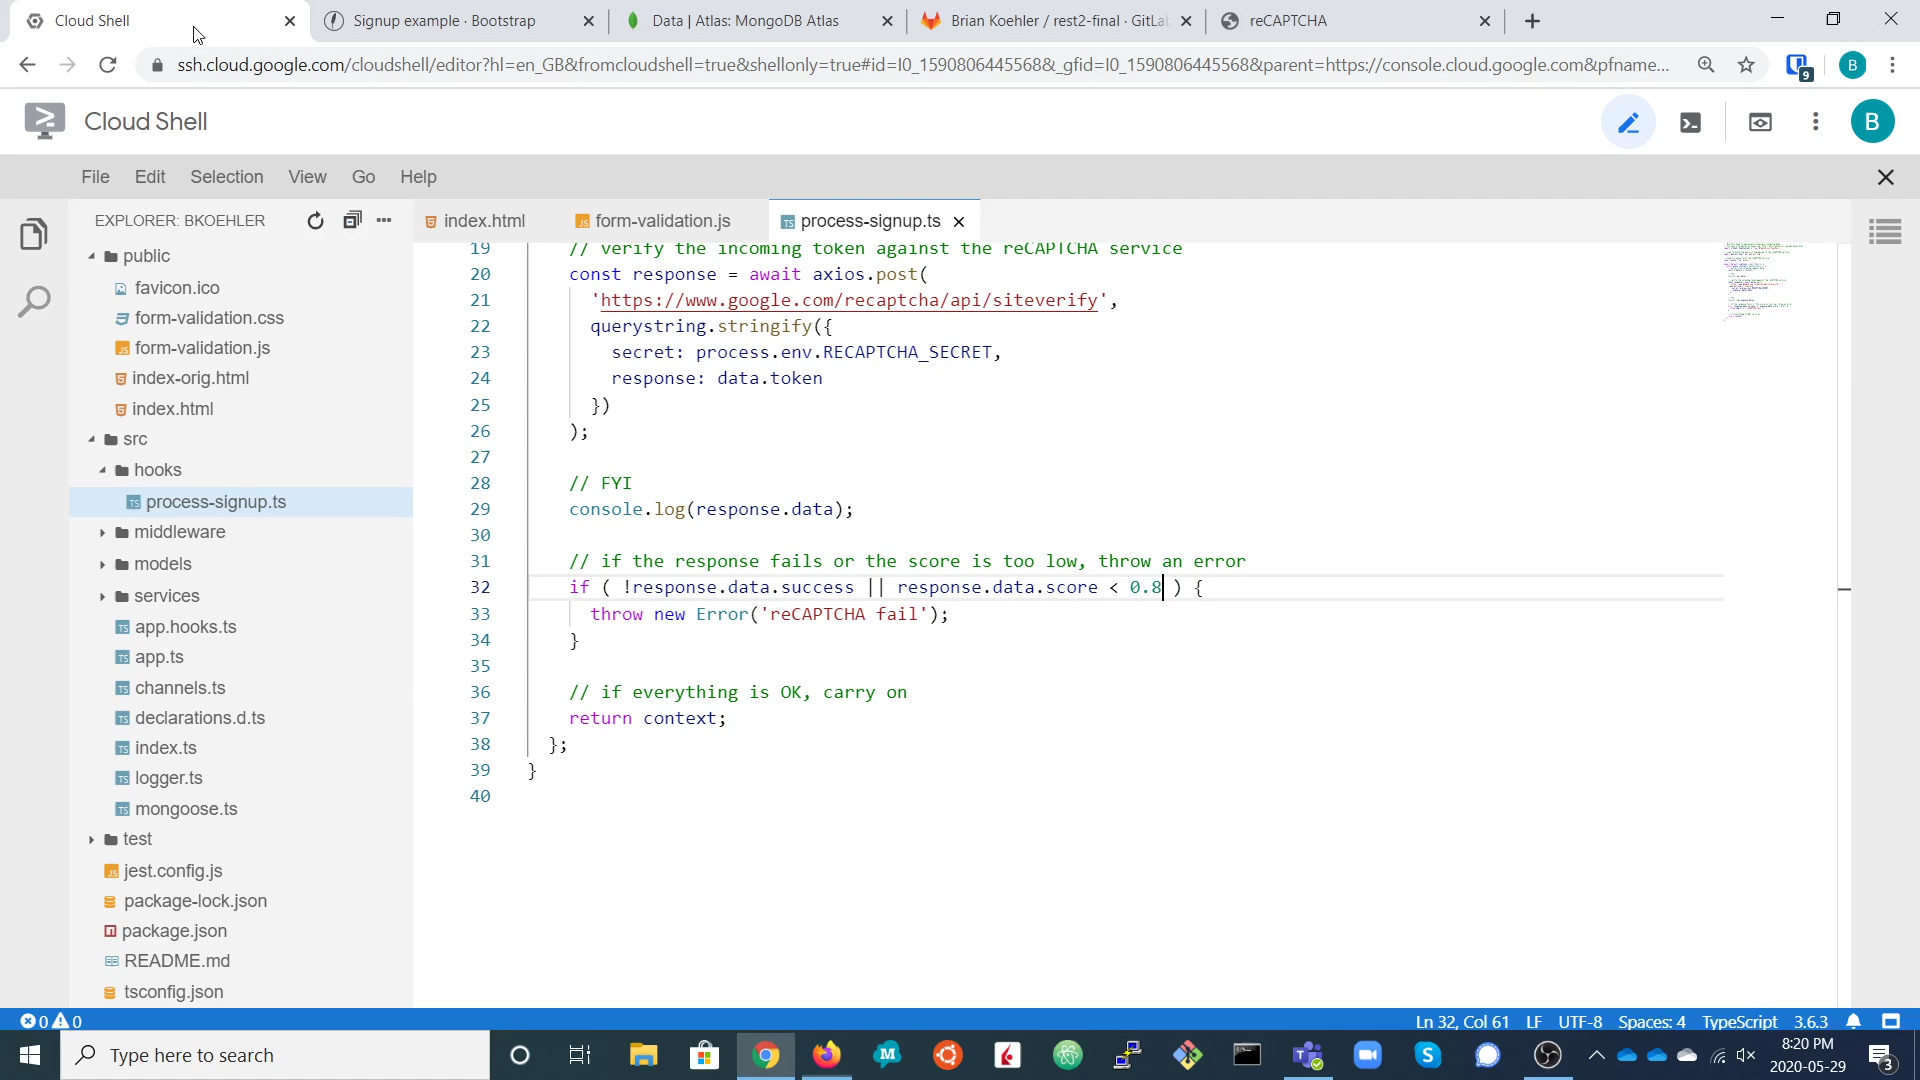 Cloud Shell
Signup example · Bootstrap
Data | Atlas: MongoDB Atlas
Brian Koehler / rest2-final · GitLab
reCAPTCHA
ssh.cloud.google.com/cloudshell/editor?hl=en_GB&fromcloudshell=true&shellonly=true#id=I0_1590806445568&_gfid=I0_1590806445568&parent=https://console.cloud.google.com&pfname...
9
B
Cloud Shell
B
File Edit Selection View Go Help
EXPLORER: BKOEHLER
index.html
form-validation.js
process-signup.ts
public
favicon.ico
form-validation.css
form-validation.js
index-orig.html
index.html
src
hooks
process-signup.ts
middleware
models
services
app.hooks.ts
app.ts
channels.ts
declarations.d.ts
index.ts
logger.ts
mongoose.ts
test
jest.config.js
package-lock.json
package.json
README.md
tsconfig.json
19 // verify the incoming token against the reCAPTCHA service
20 const response = await axios.post(
21 'https://www.google.com/recaptcha/api/siteverify',
22 querystring.stringify({
23 secret: process.env.RECAPTCHA_SECRET,
24 response: data.token
25 })
26 );
27
28 // FYI
29 console.log(response.data);
30
31 // if the response fails or the score is too low, throw an error
32 if ( !response.data.success || response.data.score < 0.8 ) {
33 throw new Error('reCAPTCHA fail');
34 }
35
36 // if everything is OK, carry on
37 return context;
38 };
39 }
40
0 0
Ln 32, Col 61 LF UTF-8 Spaces: 4 TypeScript 3.6.3
Type here to search
8:20 PM
2020-05-29
3